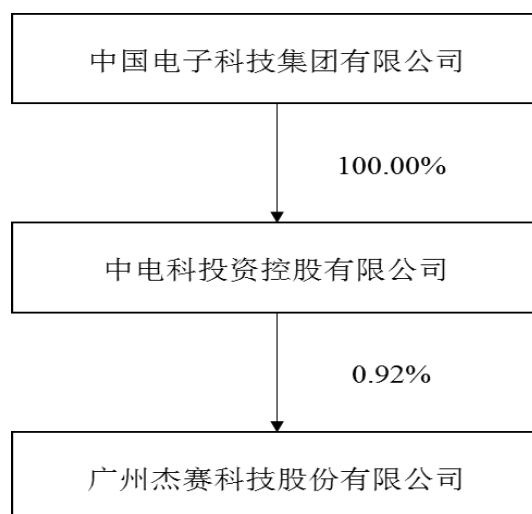 中国电子科技集团有限公司
100.00%
中电科投资控股有限公司
0.92%
广州杰赛科技股份有限公司